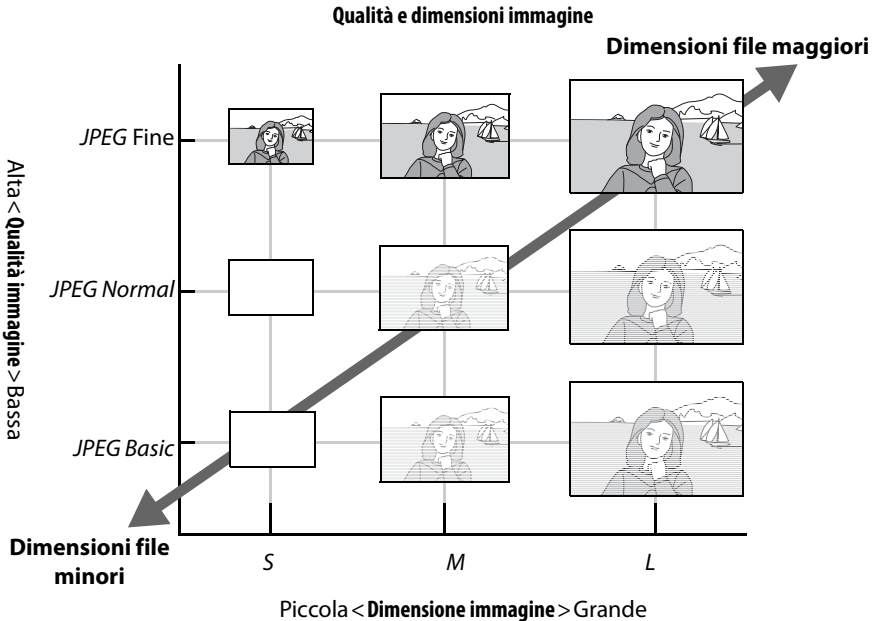 Qualità e dimensioni immagine
Dimensioni file maggiori
JPEG Fine
JPEG Normal
JPEG Basic
Alta < Qualità immagine > Bassa
Dimensioni file
minori
S
M
L
Piccola < Dimensione immagine > Grande